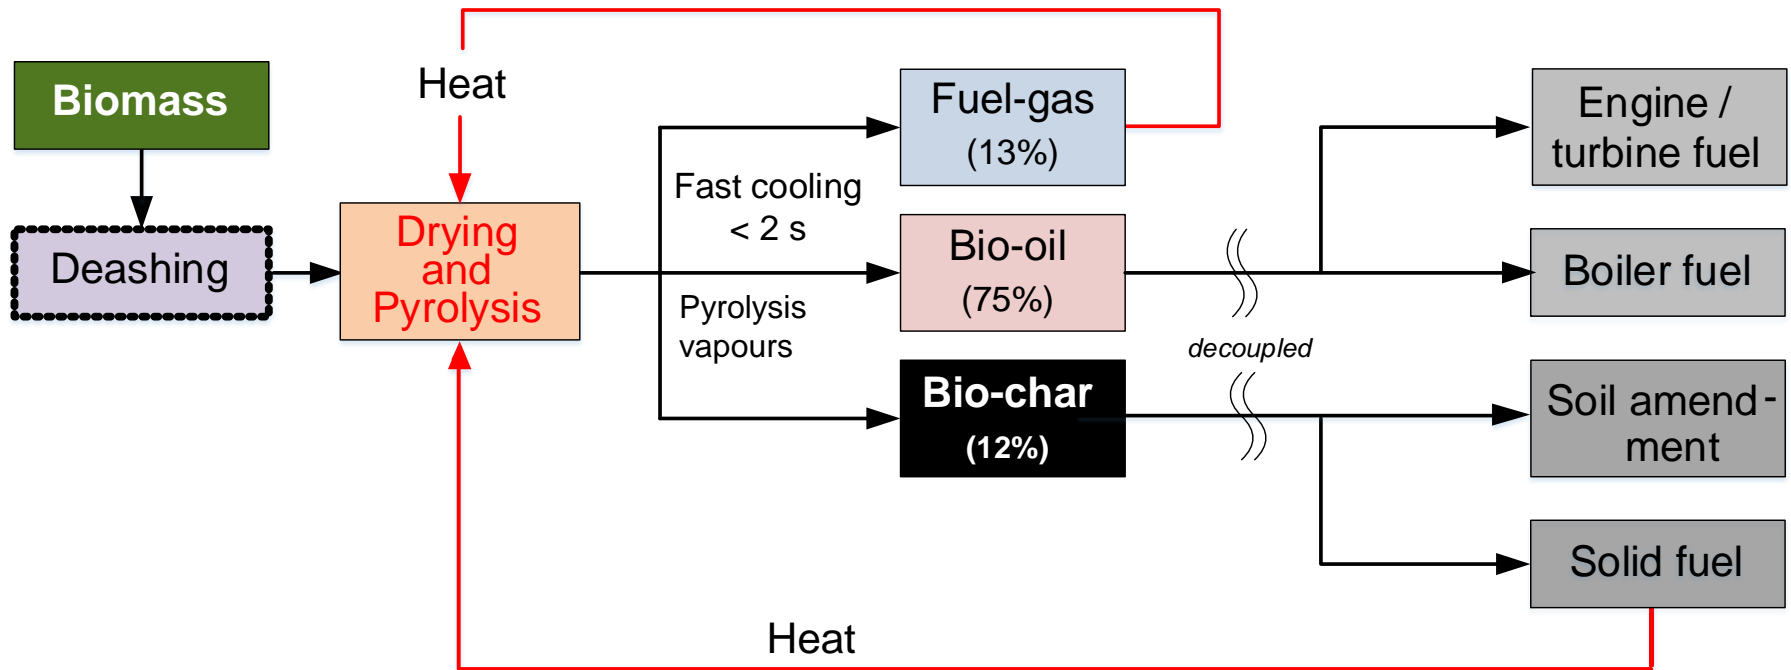 Biomass
Deashing
Heat
Drying
and
Pyrolysis
Fast cooling
< 2 s
Pyrolysis
vapours
Fuel-gas
(13%)
Bio-oil
(75%)
Bio-char
(12%)
decoupled
Engine /
turbine fuel
Boiler fuel
Soil amend-
ment
Solid fuel
Heat